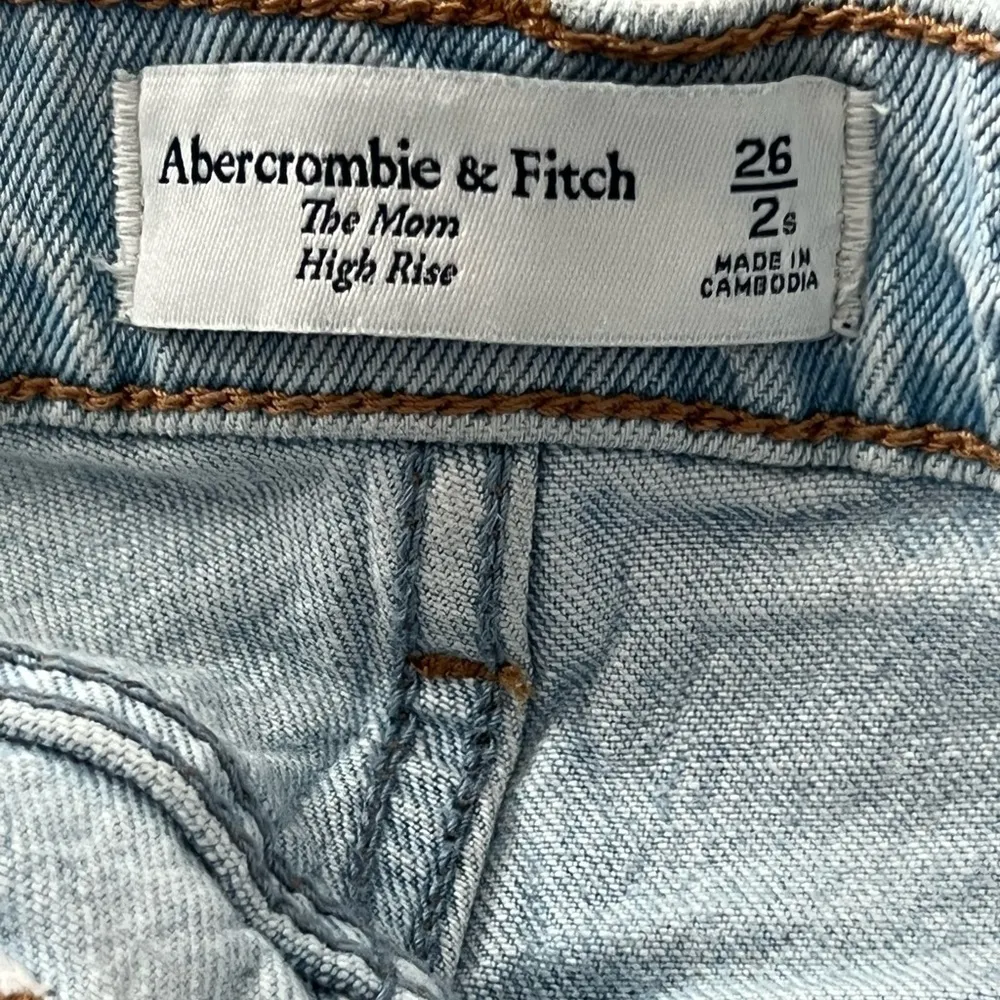 Abercrombie & Fitch
The Mom
High Rise
26
2s
MADE IN
CAMBODIA